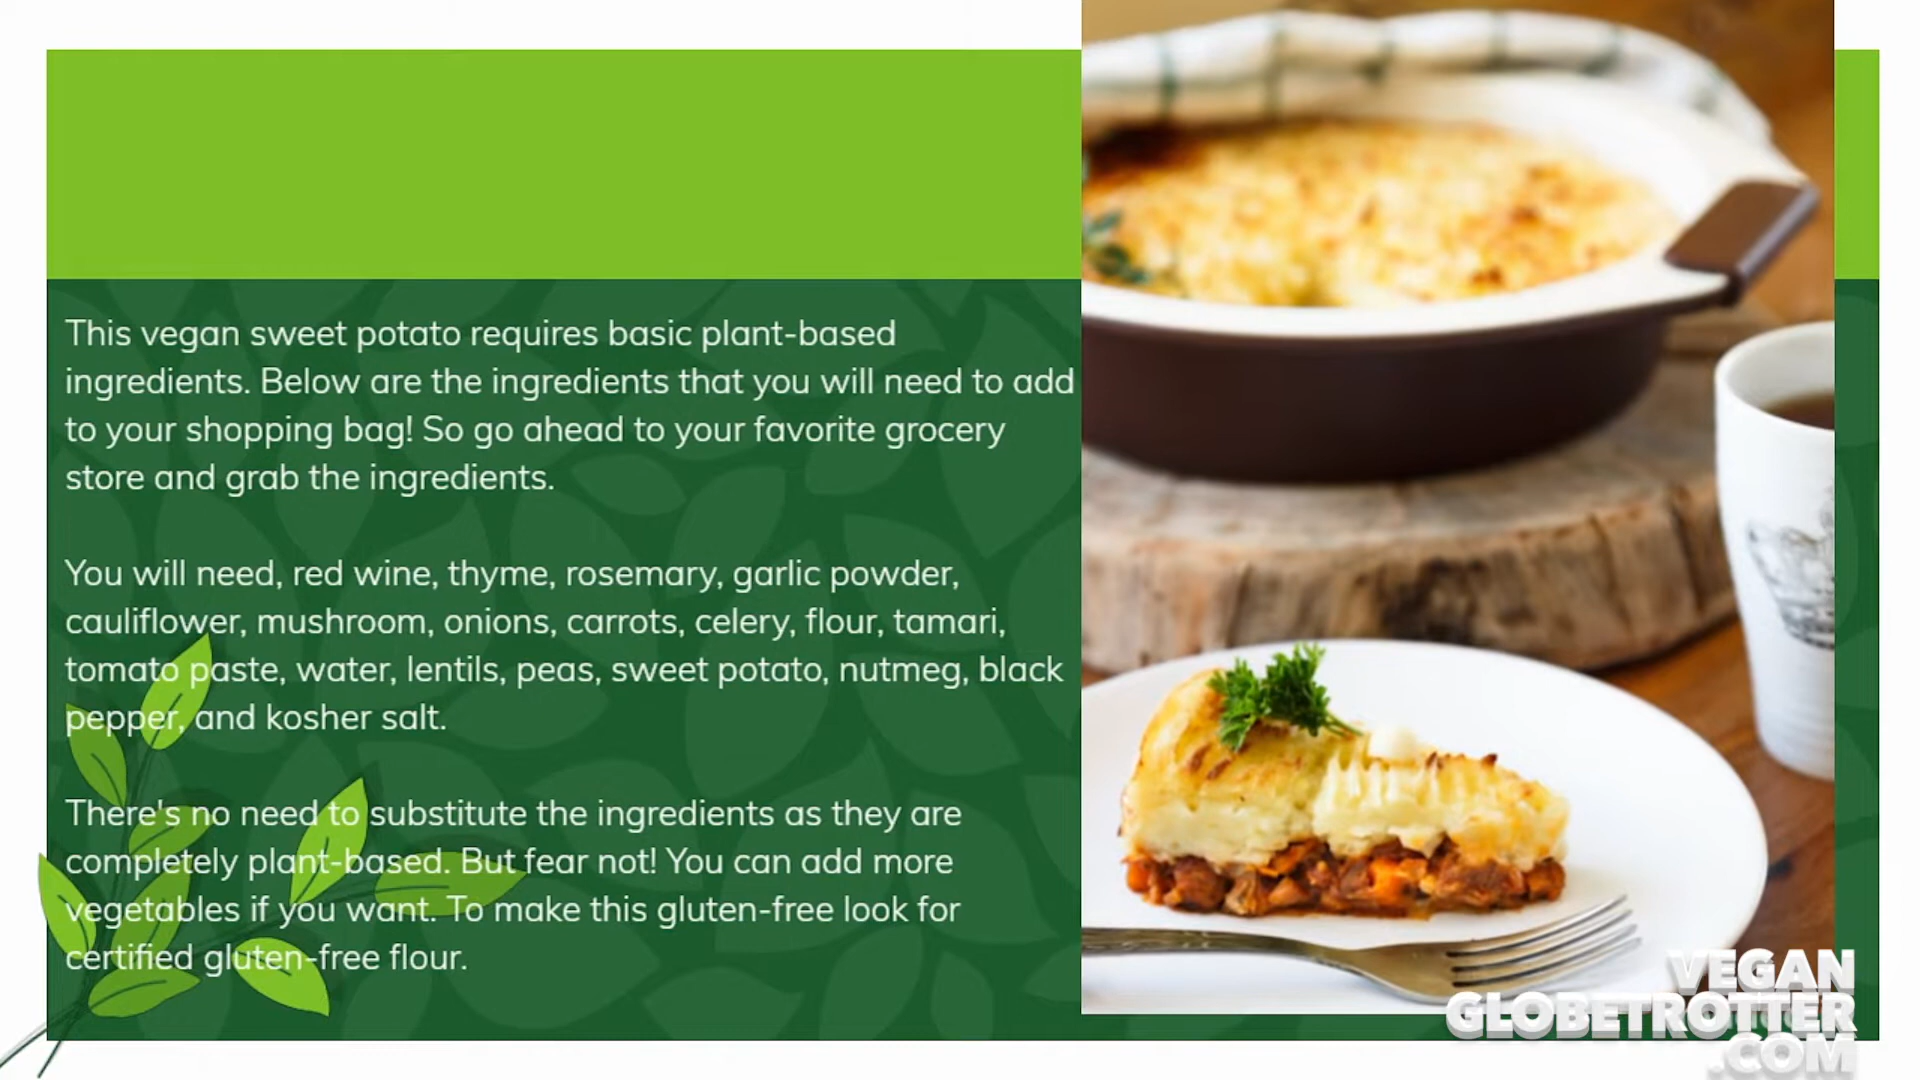 This vegan sweet potato requires basic plant-based
ingredients. Below are the ingredients that you will need to add
to your shopping bag! So go ahead to your favorite grocery
store and grab the ingredients.
You will need, red wine, thyme, rosemary, garlic powder,
cauliflower, mushroom, onions, carrots, celery, flour, tamari,
tomato paste, water, lentils, peas, sweet potato, nutmeg, black
pepper, and kosher salt.
There's no need to substitute the ingredients as they are
completely plant-based. But fear not! You can add more
vegetables if you want. To make this gluten-free look for
certified gluten-free flour.
VEGAN
GLOBETROTTER
.COM